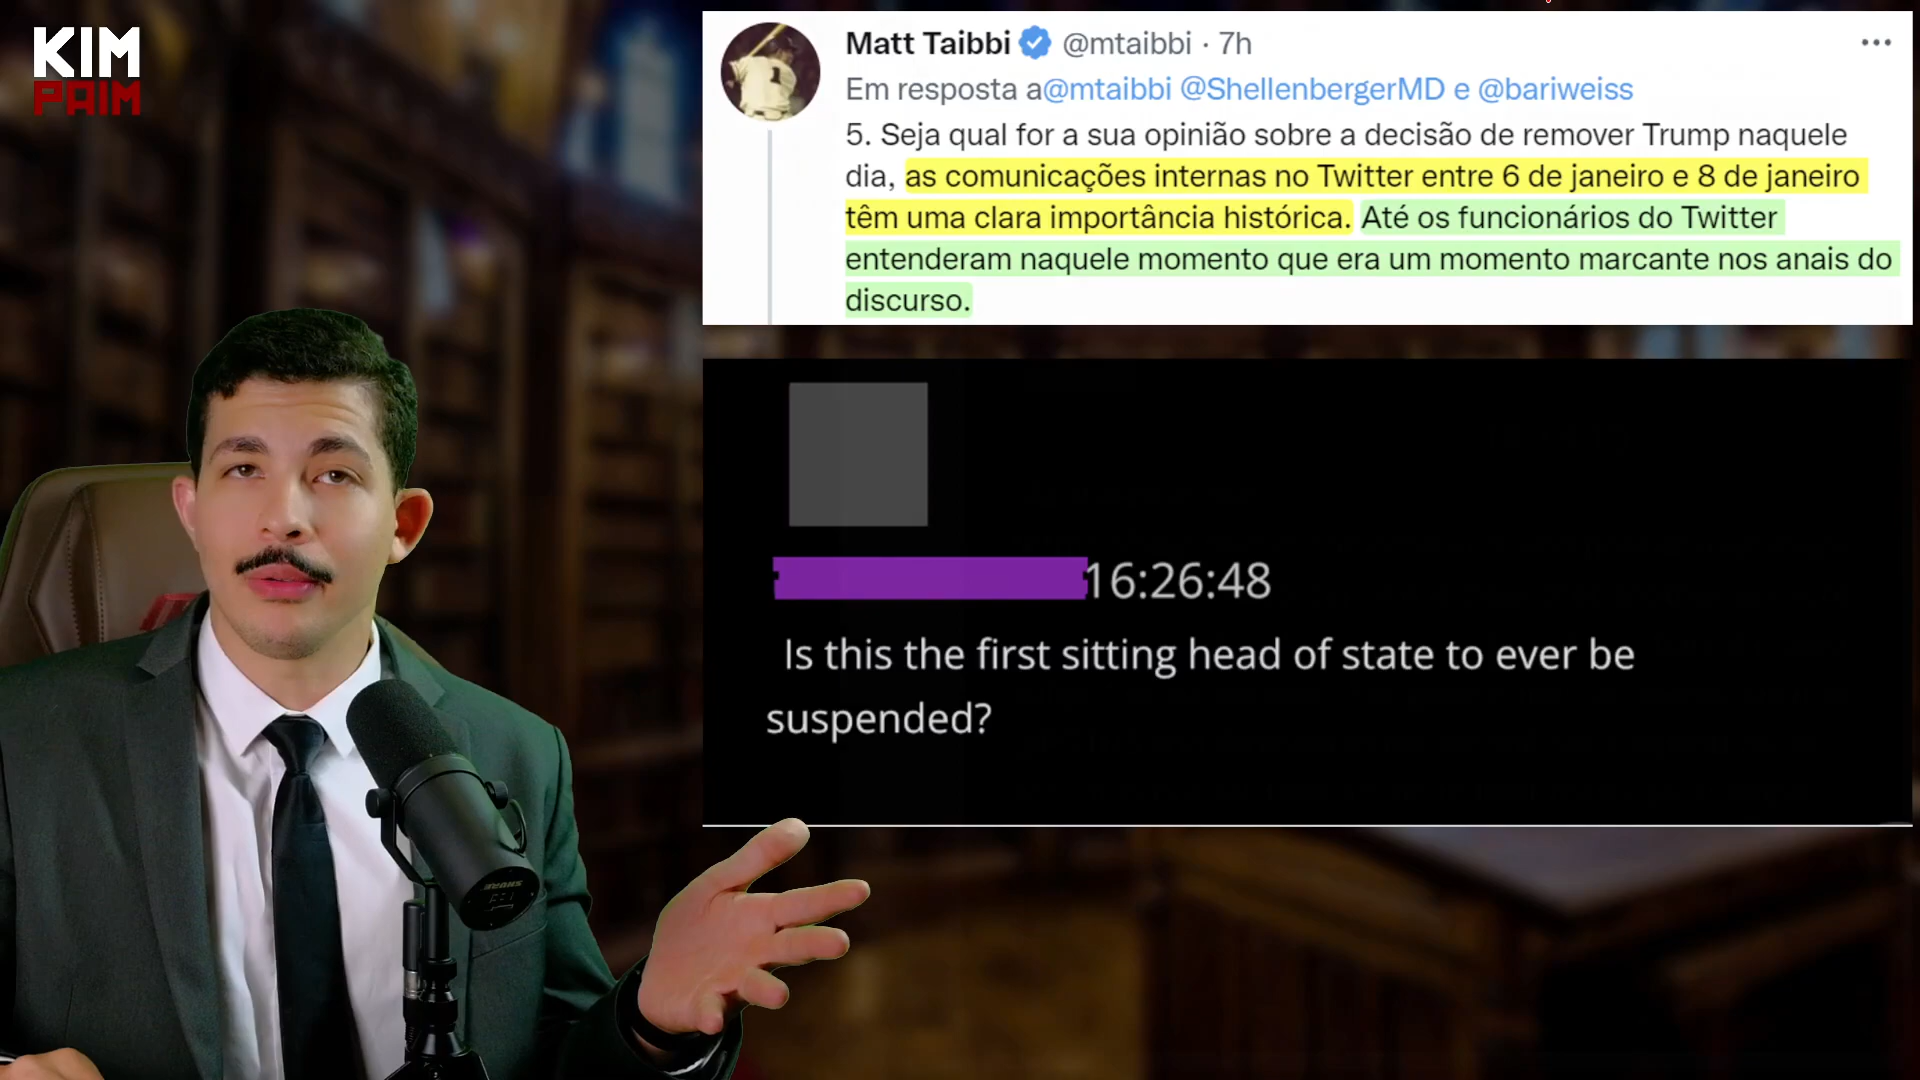 KIM
PAIM
Matt Taibbi @mtaibbi · 7h
Em resposta a@mtaibbi @ShellenbergerMD e @bariweiss
5. Seja qual for a sua opinião sobre a decisão de remover Trump naquele
dia, as comunicações internas no Twitter entre 6 de janeiro e 8 de janeiro
têm uma clara importância histórica. Até os funcionários do Twitter
entenderam naquele momento que era um momento marcante nos anais do
discurso.
16:26:48
Is this the first sitting head of state to ever be
suspended?
SHURE